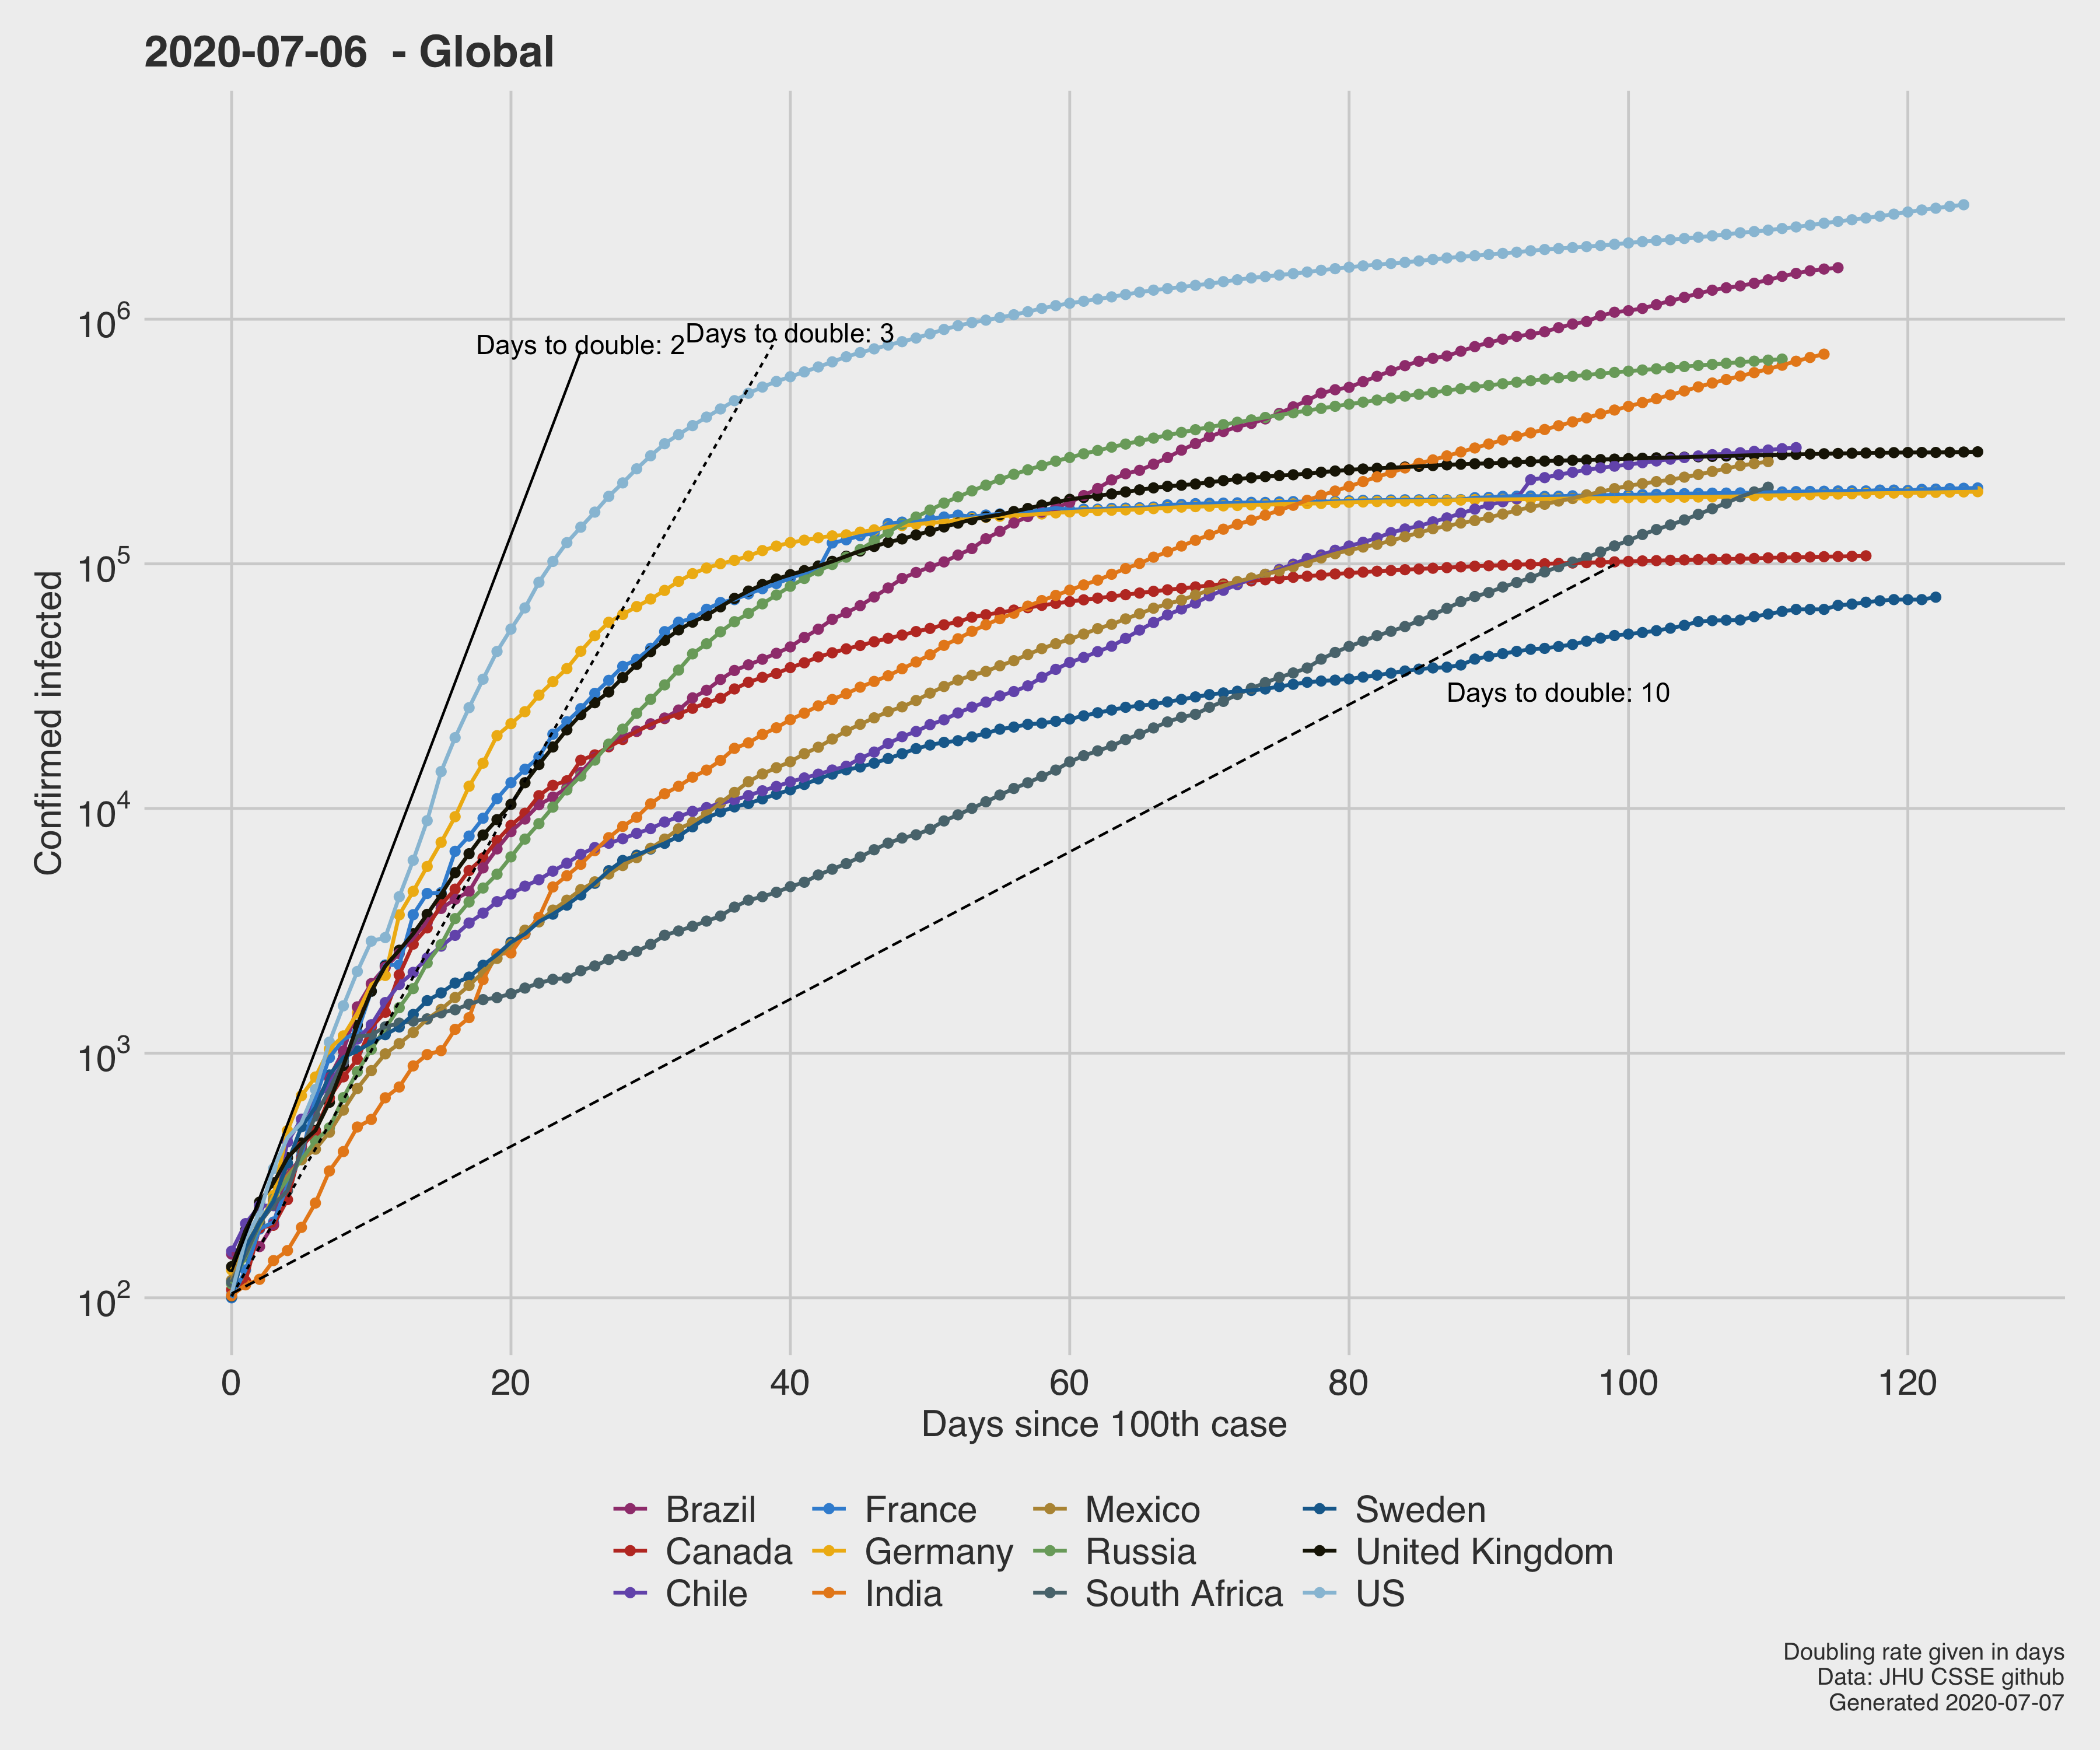 2020-07-06  - Global
Confirmed infected
10^6
10^5
10^4
10^3
10^2
Days to double: 2
Days to double: 3
Days to double: 10
0 20 40 60 80 100 120
Days since 100th case
Brazil France Mexico Sweden
Canada Germany Russia United Kingdom
Chile India South Africa US
Doubling rate given in days
Data: JHU CSSE github
Generated 2020-07-07